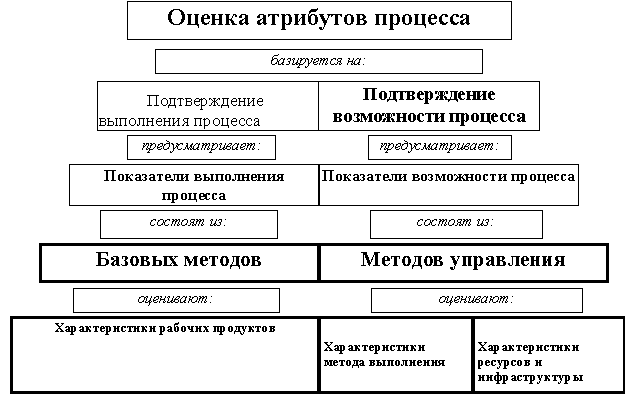 Оценка атрибутов процесса
базируется на:
Подтверждение
выполнения процесса
Подтверждение
возможности процесса
предусматривает:
предусматривает:
Показатели выполнения
процесса
Показатели возможности процесса
состоят из:
состоят из:
Базовых методов
Методов управления
оценивают:
оценивают:
Характеристики рабочих продуктов
Характеристики
метода выполнения
Характеристики
ресурсов и
инфраструктуры